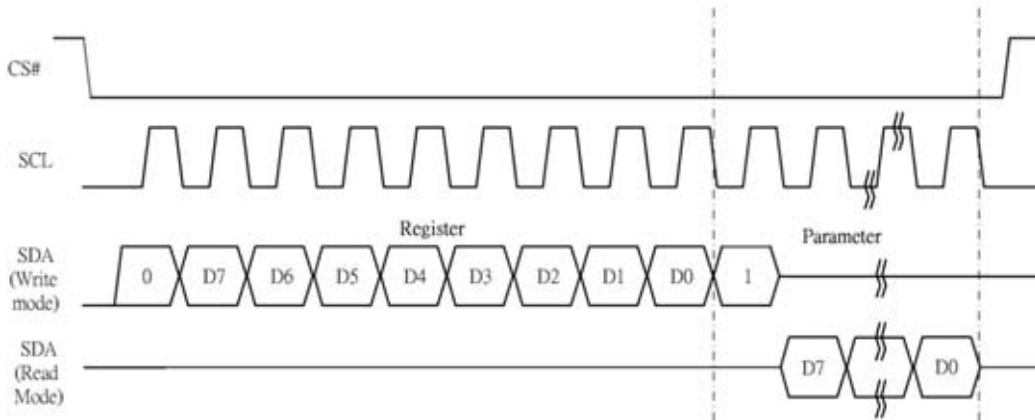 CS#
SCL
Register
Parameter
SDA
(Write
mode)
0 D7 D6 D5 D4 D3 D2 D1 D0 1
SDA
(Read
Mode)
D7 D0